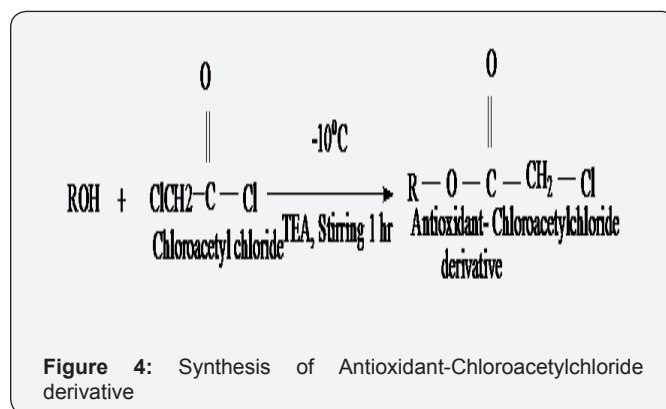 O
O
-10⁰C
ROH + ClCH2 - C - Cl
R - O - C - CH₂ - Cl
Chloroacetyl chloride
TEA, Stirring 1 hr
Antioxidant- Chloroacetylchloride
derivative
Figure 4: Synthesis of Antioxidant-Chloroacetylchloride
derivative